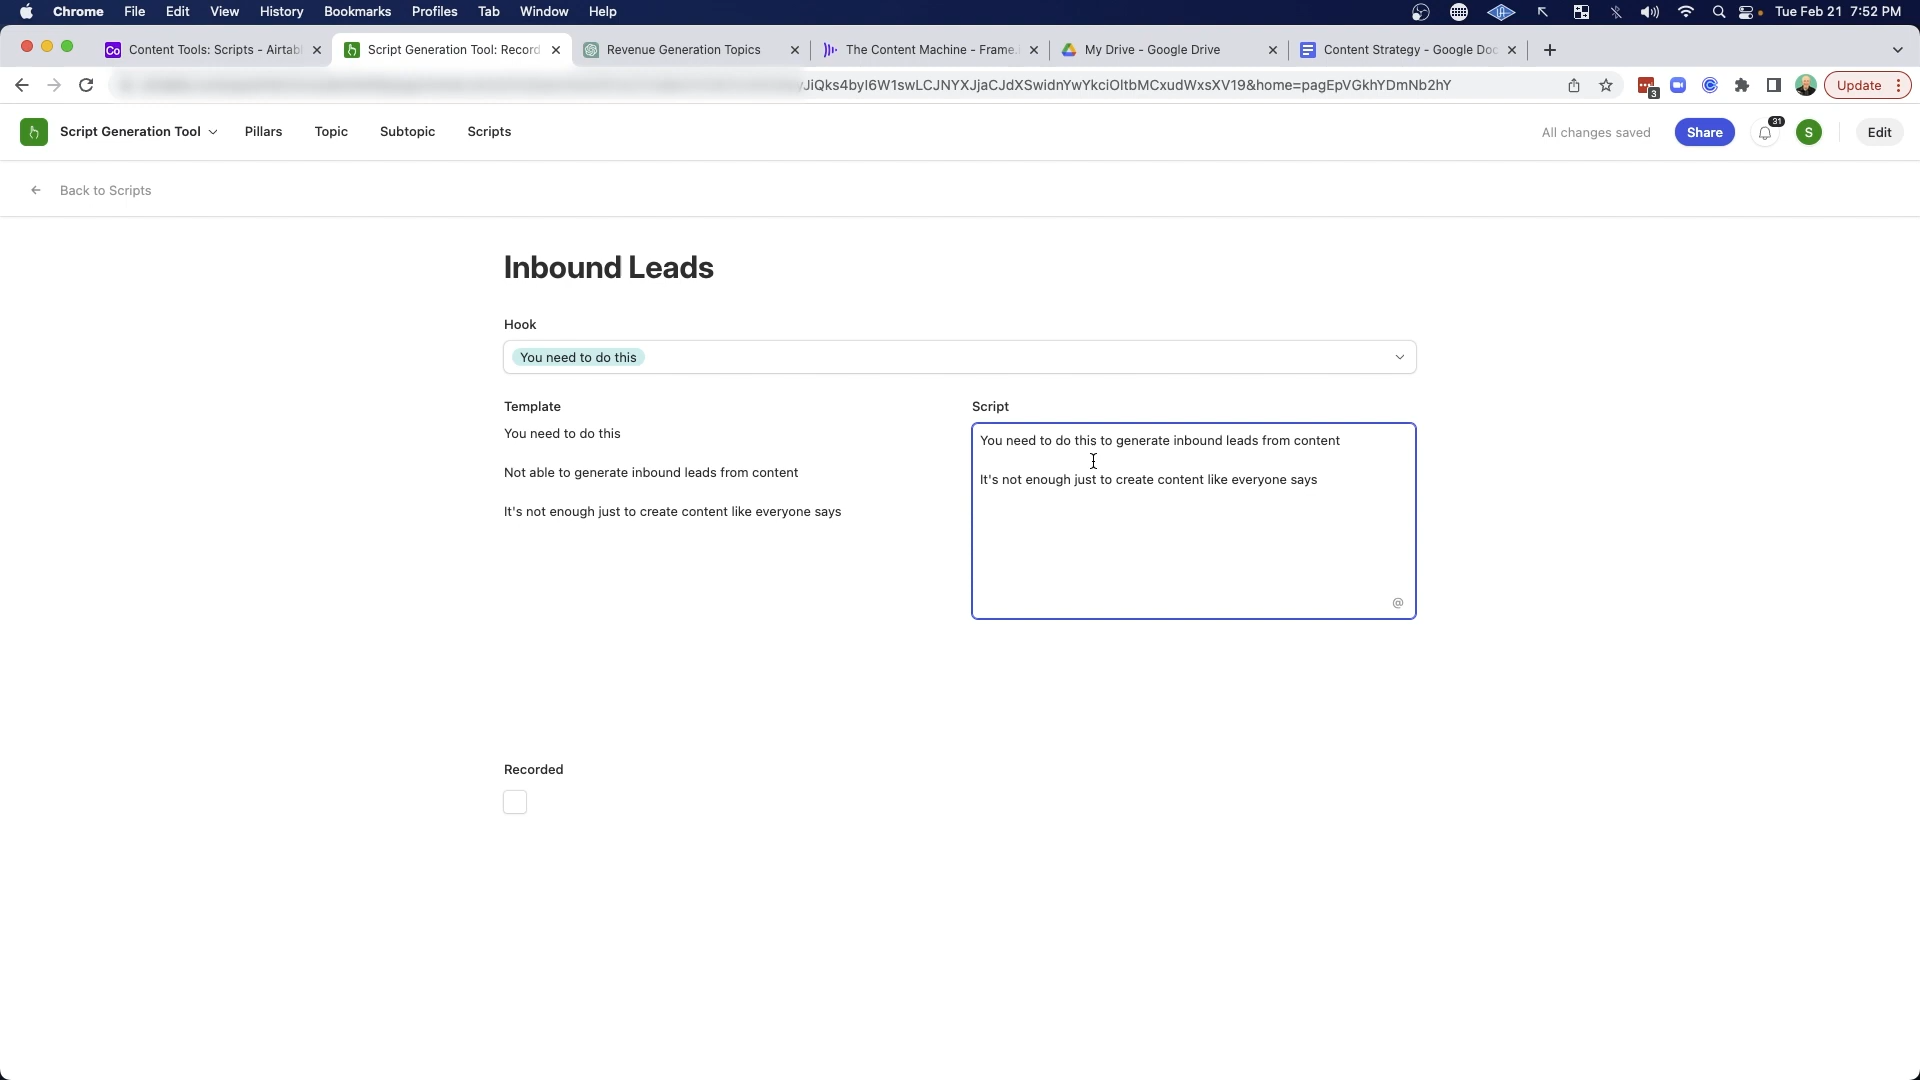 Chrome File Edit View History Bookmarks Profiles Tab Window Help Tue Feb 21 7:52 PM
Co Content Tools: Scripts - Airtabl Script Generation Tool: Record Revenue Generation Topics The Content Machine - Frame.i My Drive - Google Drive Content Strategy - Google Doc
JiQks4byI6W1swLCJNYXJjaCJdXSwidnYwYkciOltbMCxudWxsXV19&home=pagEpVGkhYDmNb2hY 3 Update
Script Generation Tool Pillars Topic Subtopic Scripts All changes saved Share 31 S Edit
Back to Scripts
Inbound Leads
Hook
You need to do this
Template
You need to do this
Not able to generate inbound leads from content
It's not enough just to create content like everyone says
Script
You need to do this to generate inbound leads from content
It's not enough just to create content like everyone says
@
Recorded